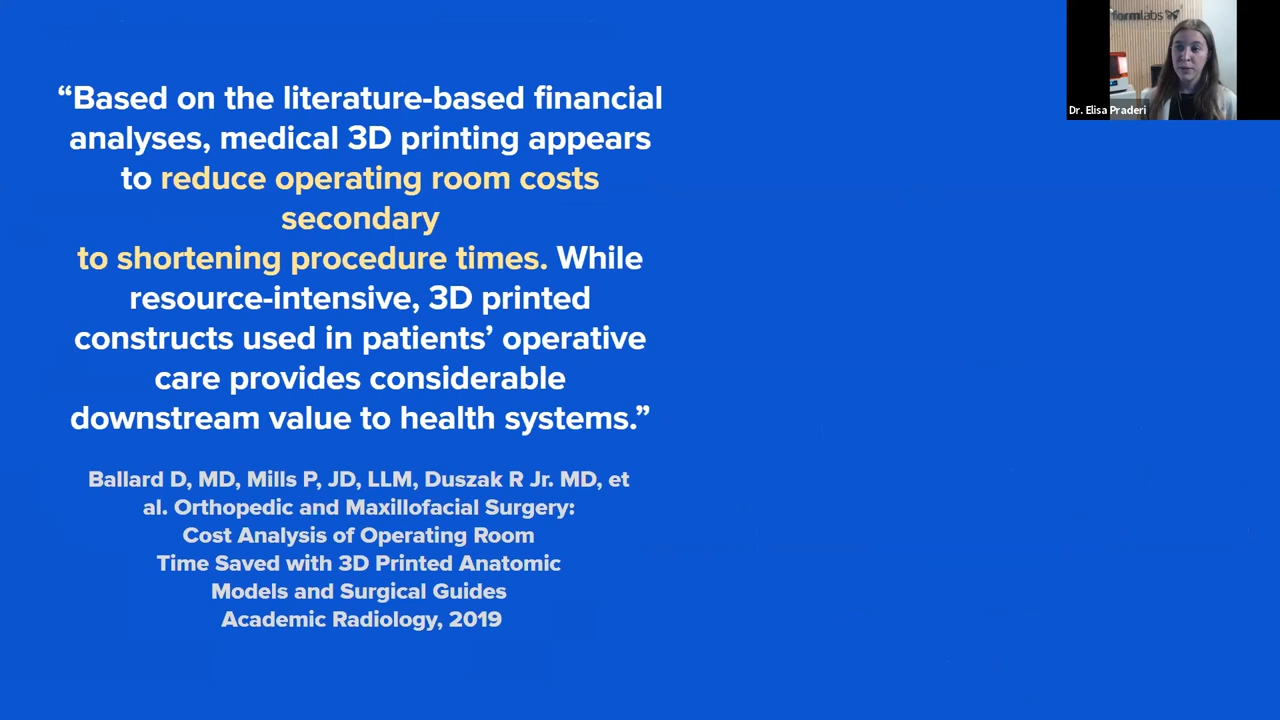 “Based on the literature-based financial
analyses, medical 3D printing appears
to reduce operating room costs
secondary
to shortening procedure times. While
resource-intensive, 3D printed
constructs used in patients’ operative
care provides considerable
downstream value to health systems.”
Ballard D, MD, Mills P, JD, LLM, Duszak R Jr. MD, et
al. Orthopedic and Maxillofacial Surgery:
Cost Analysis of Operating Room
Time Saved with 3D Printed Anatomic
Models and Surgical Guides
Academic Radiology, 2019
formlabs
Dr. Elisa Praderi